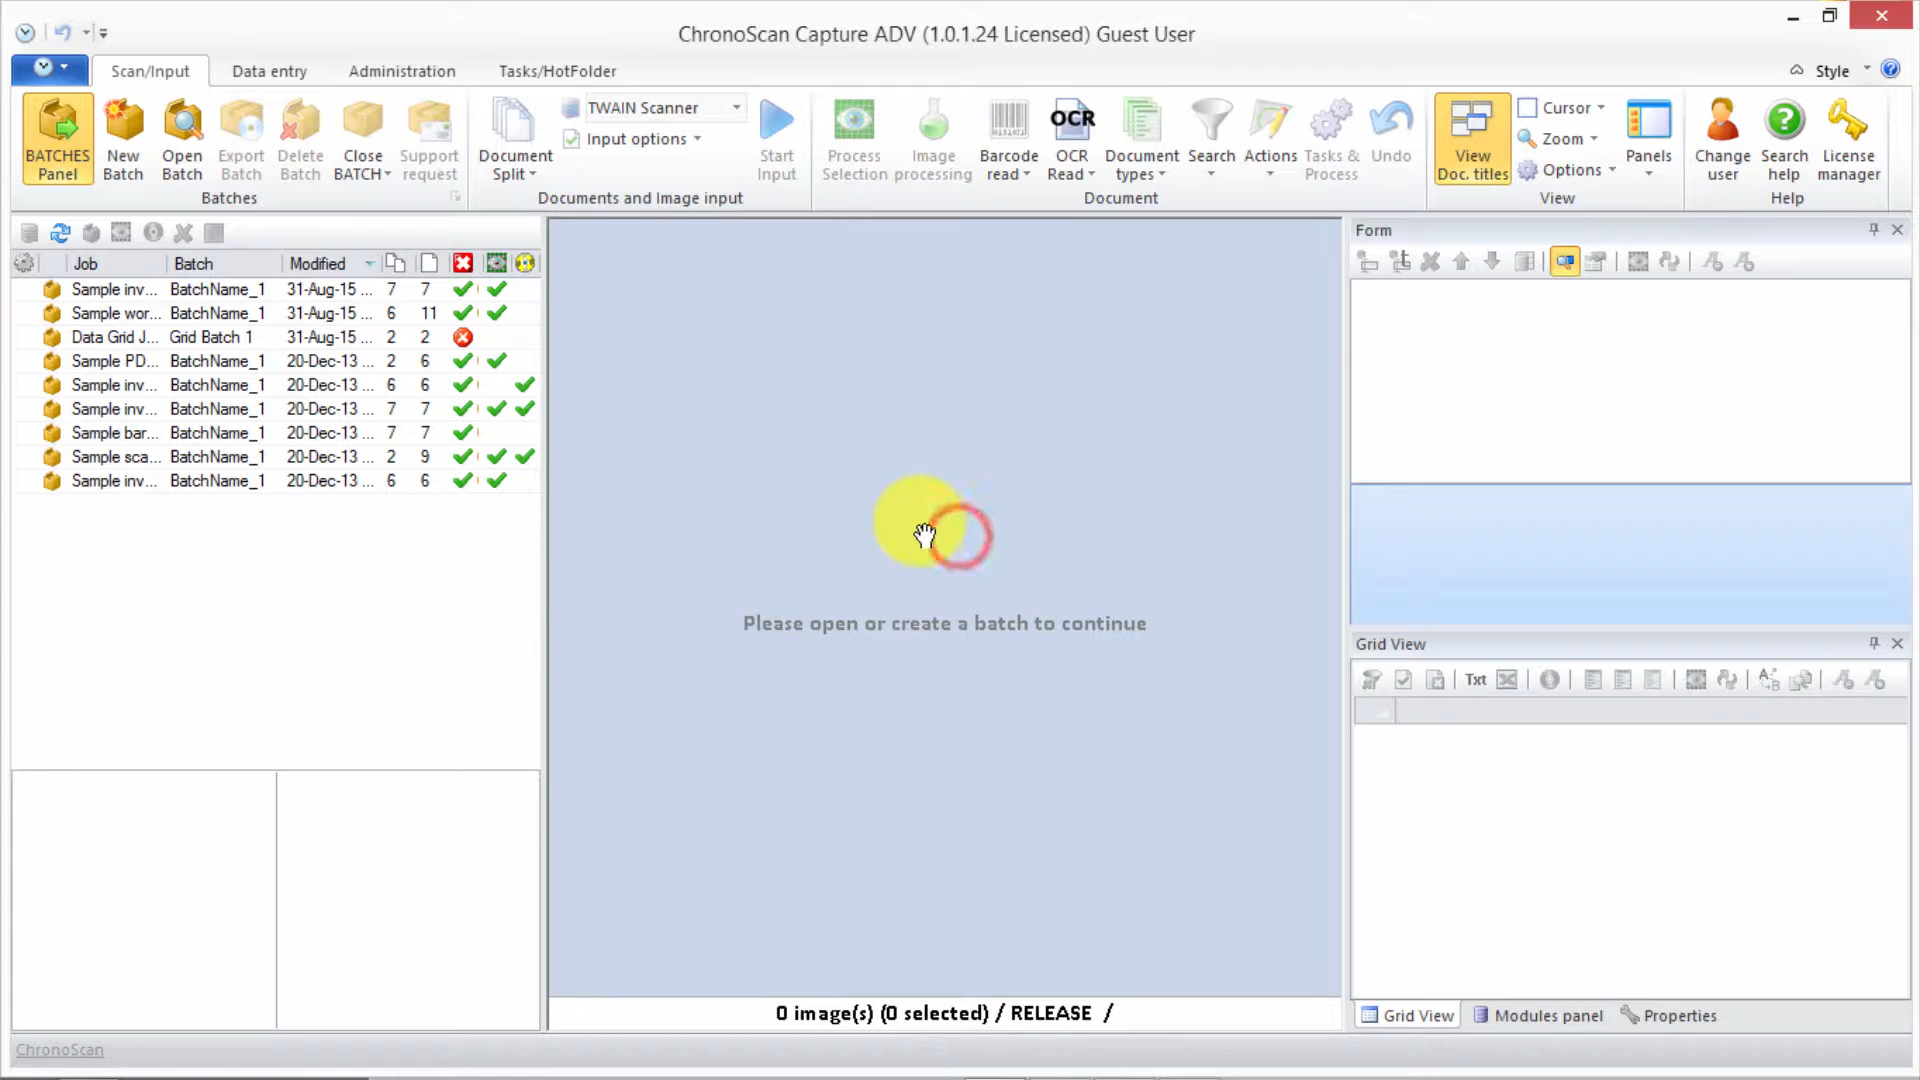 ChronoScan Capture ADV (1.0.1.24 Licensed) Guest User
Scan/Input Data entry Administration Tasks/HotFolder Style
BATCHES Panel
New Batch
Open Batch
Export Batch
Delete Batch
Close BATCH
Support request
Batches
Document Split
TWAIN Scanner
Input options
Start Input
Documents and Image input
Process Selection
Image processing
Barcode read
OCR
OCR Read
Document types
Search
Actions
Tasks & Process
Undo
Document
View Doc. titles
Cursor
Zoom
Options
Panels
View
Change user
Search help
License manager
Help
Job Batch Modified
Sample inv... BatchName_1 31-Aug-15 ... 7 7
Sample wor... BatchName_1 31-Aug-15 ... 6 11
Data Grid J... Grid Batch 1 31-Aug-15 ... 2 2
Sample PD... BatchName_1 20-Dec-13 ... 2 6
Sample inv... BatchName_1 20-Dec-13 ... 6 6
Sample inv... BatchName_1 20-Dec-13 ... 7 7
Sample bar... BatchName_1 20-Dec-13 ... 7 7
Sample sca... BatchName_1 20-Dec-13 ... 2 9
Sample inv... BatchName_1 20-Dec-13 ... 6 6
Please open or create a batch to continue
0 image(s) (0 selected) / RELEASE /
Form
Grid View
Txt
Grid View Modules panel Properties
ChronoScan